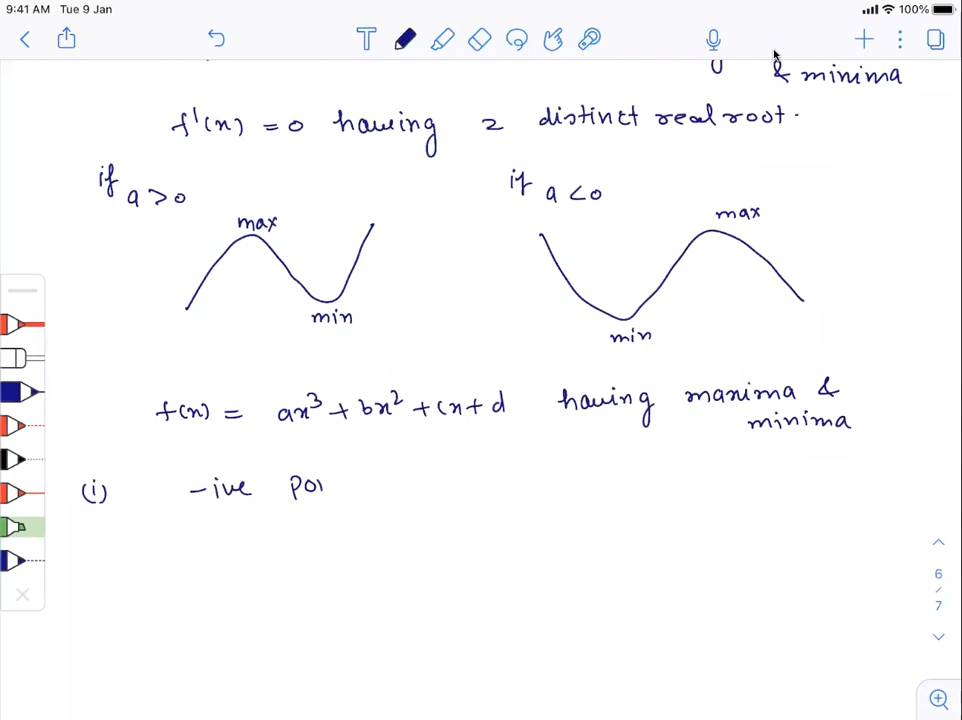 9:41 AM Tue 9 Jan
100%
& minima
f'(x) = 0 having 2 distinct real root.
if a > 0
if a < 0
max
max
min
min
f(x) = ax³ + bx² + cx + d having maxima &
minima
(i) -ive poi
6
/
7